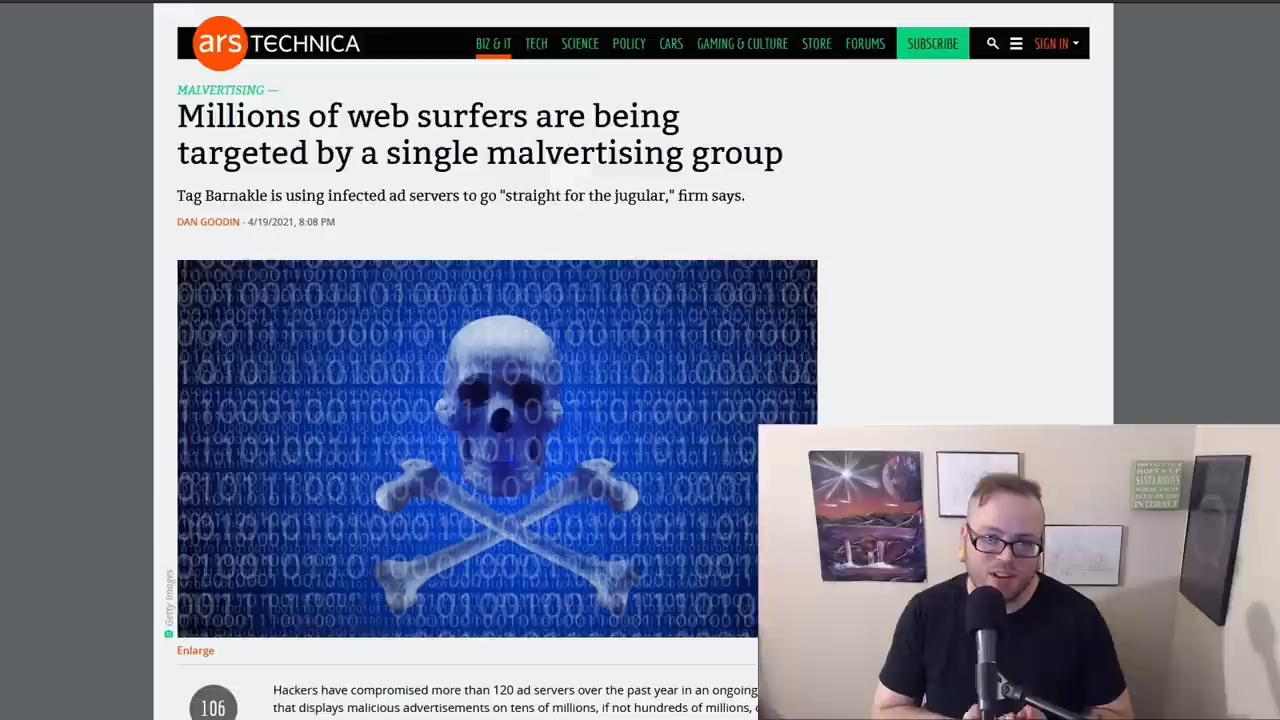 ars TECHNICA
BIZ & IT TECH SCIENCE POLICY CARS GAMING & CULTURE STORE FORUMS SUBSCRIBE SIGN IN
MALVERTISING —
Millions of web surfers are being
targeted by a single malvertising group
Tag Barnakle is using infected ad servers to go "straight for the jugular," firm says.
DAN GOODIN - 4/19/2021, 8:08 PM
Getty Images
Enlarge
106
Hackers have compromised more than 120 ad servers over the past year in an ongoing
that displays malicious advertisements on tens of millions, if not hundreds of millions,
HOPE'S UP
INTERNET